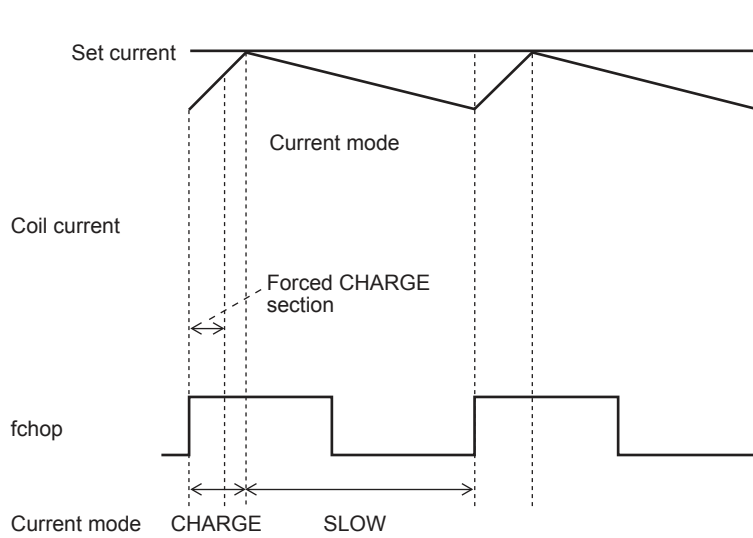 Set current
Current mode
Coil current
Forced CHARGE
section
fchop
Current mode CHARGE SLOW